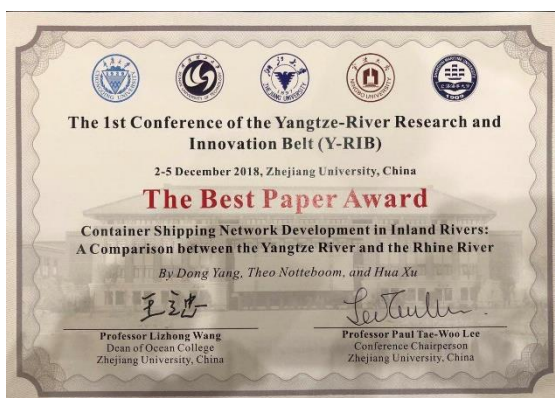 The 1st Conference of the Yangtze-River Research and
Innovation Belt (Y-RIB)
2-5 December 2018, Zhejiang University, China
The Best Paper Award
Container Shipping Network Development in Inland Rivers:
A Comparison between the Yangtze River and the Rhine River
By Dong Yang, Theo Notteboom, and Hua Xu
Professor Lizhong Wang
Dean of Ocean College
Zhejiang University, China
Professor Paul Tae-Woo Lee
Conference Chairperson
Zhejiang University, China